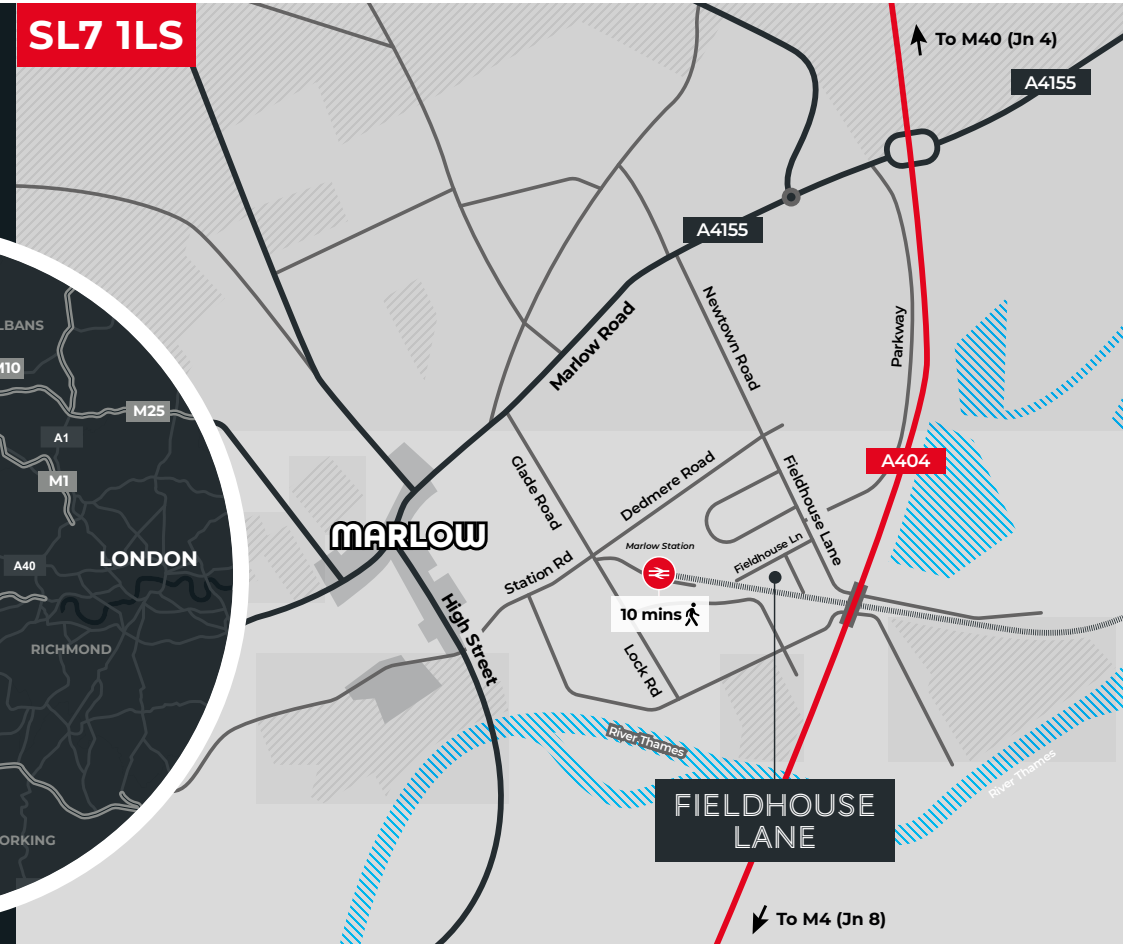 SL7 1LS
To M40 (Jn 4)
A4155
A4155
Marlow Road
Newtown Road
Parkway
LBANS
M10
M25
A1
M1
A404
Glade Road
Dedmere Road
Fieldhouse Lane
MARLOW
Marlow Station
Fieldhouse Ln
Station Rd
LONDON
A40
10 mins
High Street
RICHMOND
Lock Rd
River Thames
River Thames
FIELDHOUSE
LANE
ORKING
To M4 (Jn 8)